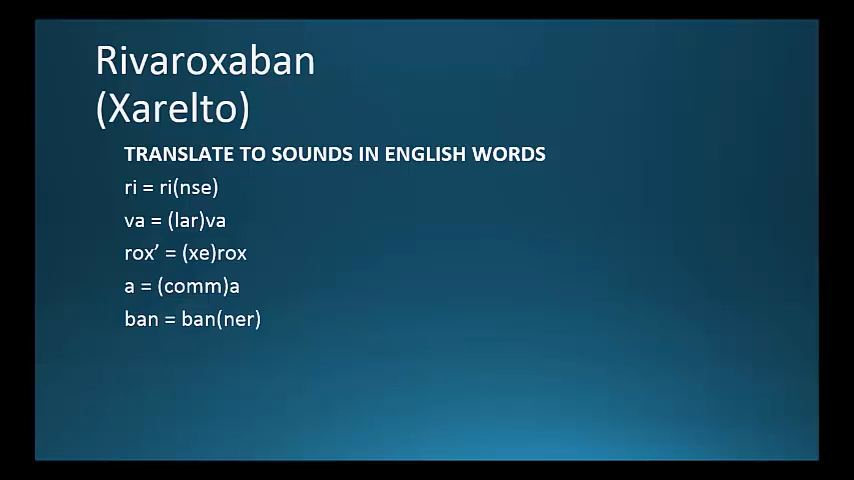 Rivaroxaban
(Xarelto)
TRANSLATE TO SOUNDS IN ENGLISH WORDS
ri = ri(nse)
va = (lar)va
rox’ = (xe)rox
a = (comm)a
ban = ban(ner)